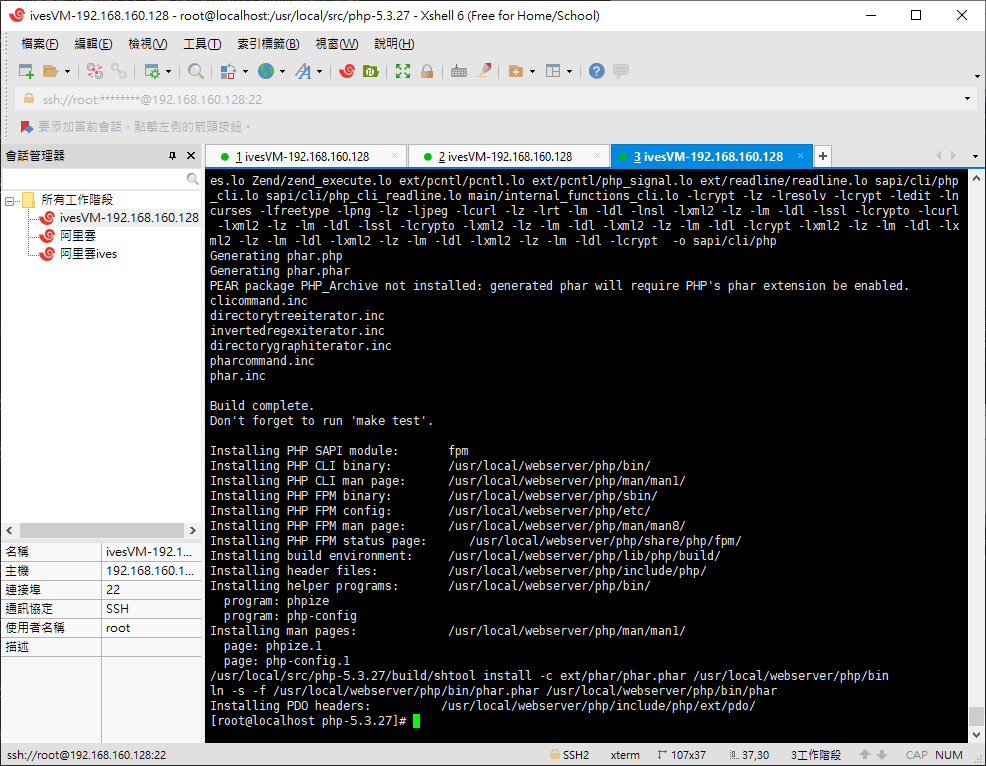 ivesVM-192.168.160.128 - root@localhost:/usr/local/src/php-5.3.27 - Xshell 6 (Free for Home/School)
檔案(F) 編輯(E) 檢視(V) 工具(T) 索引標籤(B) 視窗(W) 說明(H)
ssh://root:********@192.168.160.128:22
要添加當前會話，點擊左側的箭頭按鈕。
會話管理器
1 ivesVM-192.168.160.128 2 ivesVM-192.168.160.128 3 ivesVM-192.168.160.128
所有工作階段
ivesVM-192.168.160.128
阿里雲
阿里雲ives
名稱 ivesVM-192.1...
主機 192.168.160.1...
連接埠 22
通訊協定 SSH
使用者名稱 root
描述
es.lo Zend/zend_execute.lo ext/pcntl/pcntl.lo ext/pcntl/php_signal.lo ext/readline/readline.lo sapi/cli/php
_cli.lo sapi/cli/php_cli_readline.lo main/internal_functions_cli.lo -lcrypt -lz -lresolv -lcrypt -ledit -ln
curses -lfreetype -lpng -lz -ljpeg -lcurl -lz -lrt -lm -ldl -lnsl -lxml2 -lz -lm -ldl -lssl -lcrypto -lcurl
-lxml2 -lz -lm -ldl -lssl -lcrypto -lxml2 -lz -lm -ldl -lxml2 -lz -lm -ldl -lcrypt -lxml2 -lz -lm -ldl -lx
ml2 -lz -lm -ldl -lxml2 -lz -lm -ldl -lxml2 -lz -lm -ldl -lcrypt  -o sapi/cli/php
Generating phar.php
Generating phar.phar
PEAR package PHP_Archive not installed: generated phar will require PHP's phar extension be enabled.
clicommand.inc
directorytreeiterator.inc
invertedregexiterator.inc
directorygraphiterator.inc
pharcommand.inc
phar.inc
Build complete.
Don't forget to run 'make test'.
Installing PHP SAPI module:       fpm
Installing PHP CLI binary:        /usr/local/webserver/php/bin/
Installing PHP CLI man page:      /usr/local/webserver/php/man/man1/
Installing PHP FPM binary:        /usr/local/webserver/php/sbin/
Installing PHP FPM config:        /usr/local/webserver/php/etc/
Installing PHP FPM man page:      /usr/local/webserver/php/man/man8/
Installing PHP FPM status page:      /usr/local/webserver/php/share/php/fpm/
Installing build environment:     /usr/local/webserver/php/lib/php/build/
Installing header files:          /usr/local/webserver/php/include/php/
Installing helper programs:       /usr/local/webserver/php/bin/
program: phpize
program: php-config
Installing man pages:             /usr/local/webserver/php/man/man1/
page: phpize.1
page: php-config.1
/usr/local/src/php-5.3.27/build/shtool install -c ext/phar/phar.phar /usr/local/webserver/php/bin
ln -s -f /usr/local/webserver/php/bin/phar.phar /usr/local/webserver/php/bin/phar
Installing PDO headers:          /usr/local/webserver/php/include/php/ext/pdo/
[root@localhost php-5.3.27]#
ssh://root@192.168.160.128:22 SSH2 xterm 107x37 37,30 3工作階段 CAP NUM